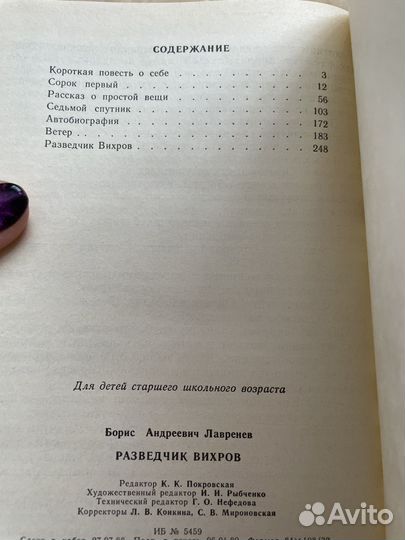 СОДЕРЖАНИЕ
Короткая повесть о себе . . . . . . . . . . 3
Сорок первый . . . . . . . . . . 12
Рассказ о простой вещи . . . . . . . . . . 56
Седьмой спутник . . . . . . . . . . 103
Автобиография . . . . . . . . . . 172
Ветер . . . . . . . . . . 183
Разведчик Вихров . . . . . . . . . . 248
Для детей старшего школьного возраста
Борис Андреевич Лавренев
РАЗВЕДЧИК ВИХРОВ
Редактор К. К. Покровская
Художественный редактор И. И. Рыбченко
Технический редактор Г. О. Нефедова
Корректоры Л. В. Конкина, С. В. Мироновская
ИБ № 5459
Avito